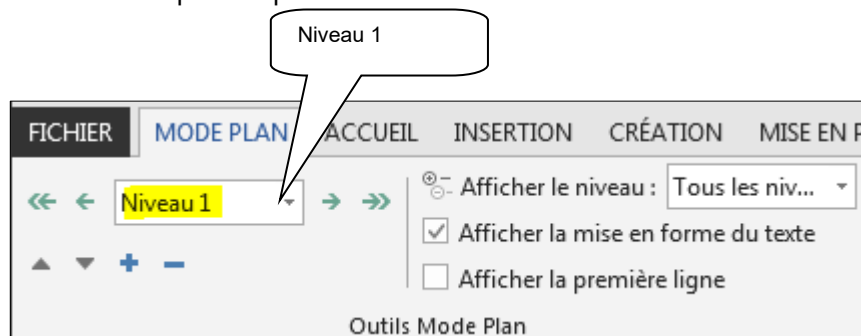 Niveau 1
FICHIER MODE PLAN ACCUEIL INSERTION CRÉATION MISE EN P
Niveau 1 Afficher le niveau : Tous les niv...
Afficher la mise en forme du texte
Afficher la première ligne
Outils Mode Plan